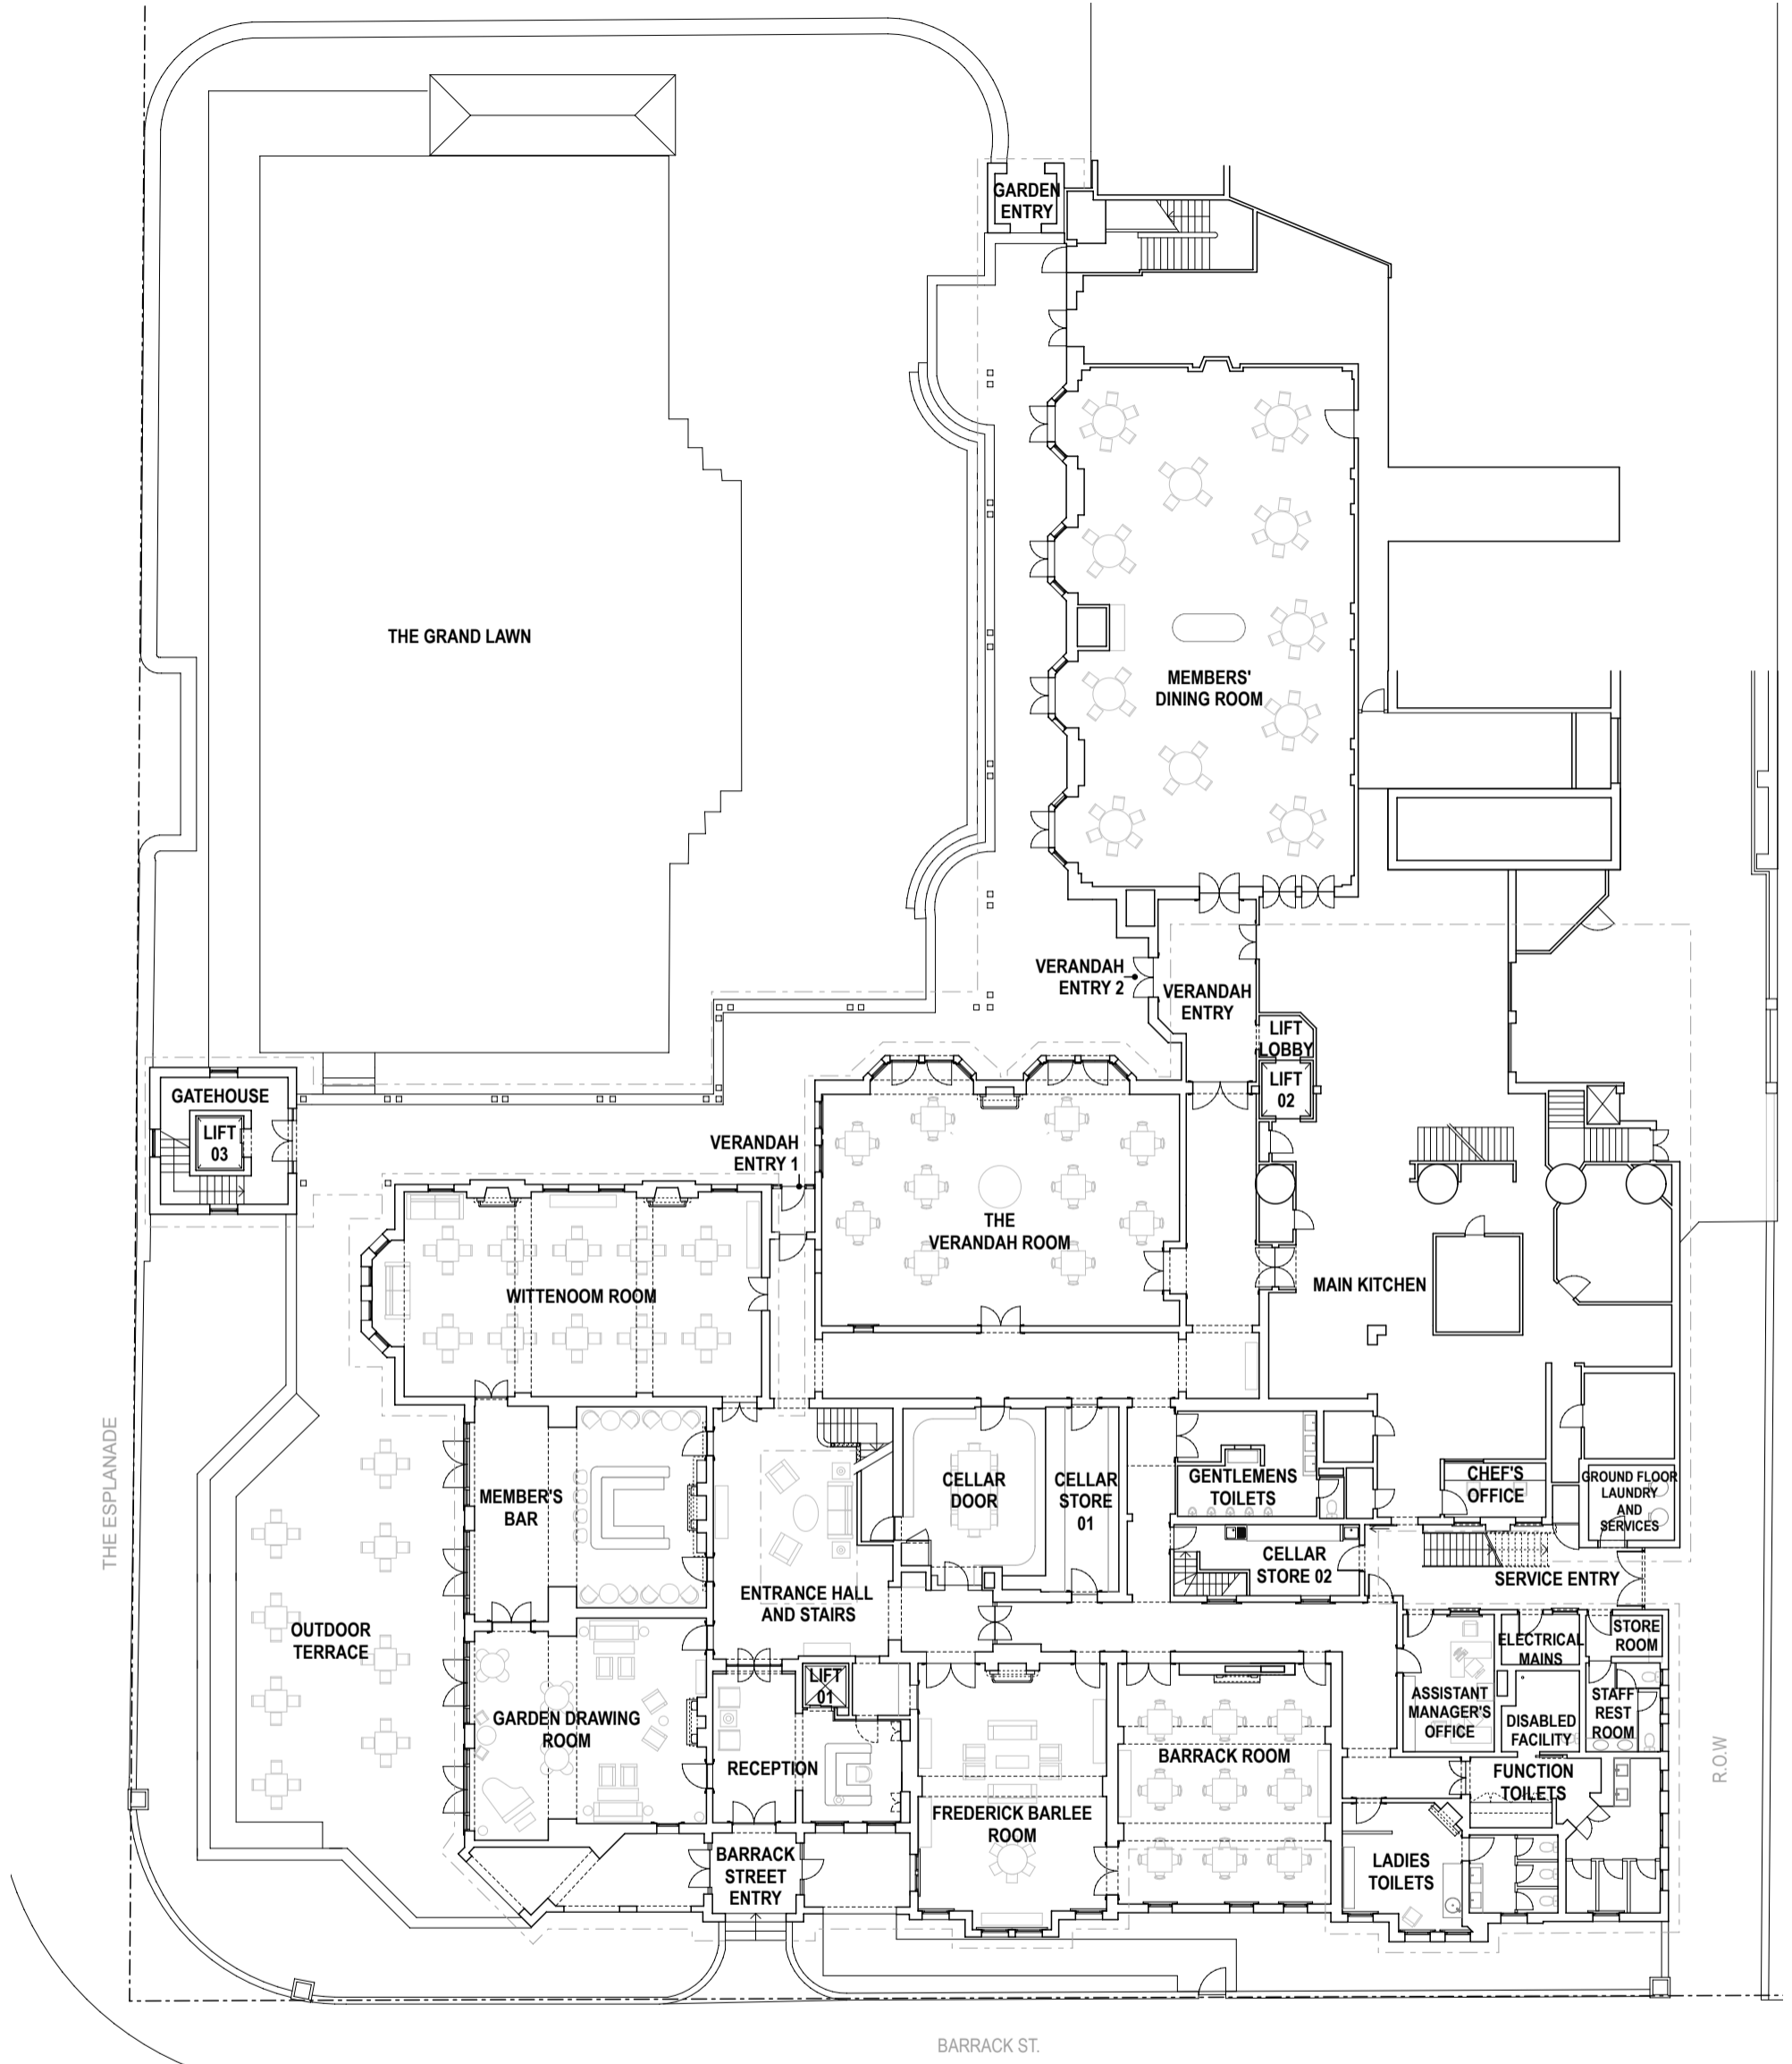 GARDEN
ENTRY
THE GRAND LAWN
MEMBERS'
DINING ROOM
VERANDAH
ENTRY 2
VERANDAH
ENTRY
LIFT
LOBBY
LIFT
02
GATEHOUSE
LIFT
03
VERANDAH
ENTRY 1
THE
VERANDAH ROOM
MAIN KITCHEN
WITTENOOM ROOM
THE ESPLANADE
MEMBER'S
BAR
CELLAR
DOOR
CELLAR
STORE
01
GENTLEMENS
TOILETS
CHEF'S
OFFICE
GROUND FLOOR
LAUNDRY
AND
SERVICES
CELLAR
STORE 02
SERVICE ENTRY
ENTRANCE HALL
AND STAIRS
OUTDOOR
TERRACE
STORE
ROOM
ELECTRICAL
MAINS
LIFT
01
ASSISTANT
MANAGER'S
OFFICE
STAFF
REST
ROOM
DISABLED
FACILITY
GARDEN DRAWING
ROOM
RECEPTION
BARRACK ROOM
FUNCTION
TOILETS
R.O.W
FREDERICK BARLEE
ROOM
BARRACK
STREET
ENTRY
LADIES
TOILETS
BARRACK ST.